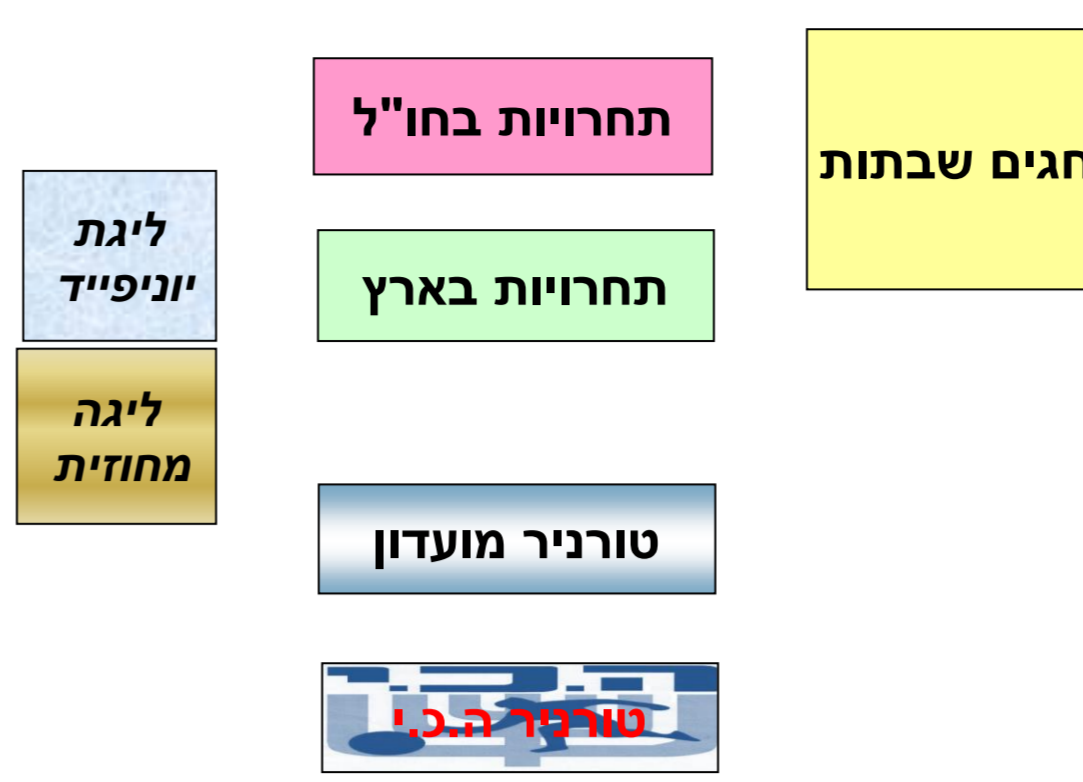 חגים שבתות
תחרויות בחו"ל
תחרויות בארץ
טורניר מועדון
טורניר ה.כ.י
ה.כ.י
ליגת
יוניפייד
ליגה
מחוזית